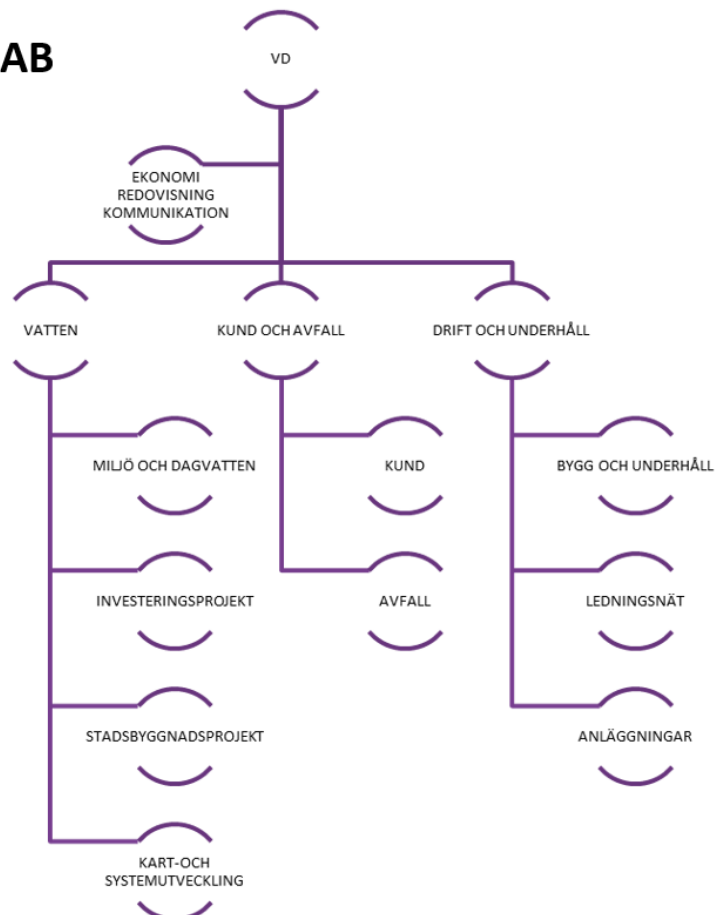 AB
VD
EKONOMI
REDOVISNING
KOMMUNIKATION
VATTEN
KUND OCH AVFALL
DRIFT OCH UNDERHÅLL
MILJÖ OCH DAGVATTEN
KUND
BYGG OCH UNDERHÅLL
INVESTERINGSPROJEKT
AVFALL
LEDNINGSNÄT
STADSBYGGNADSPROJEKT
ANLÄGGNINGAR
KART-OCH
SYSTEMUTVECKLING